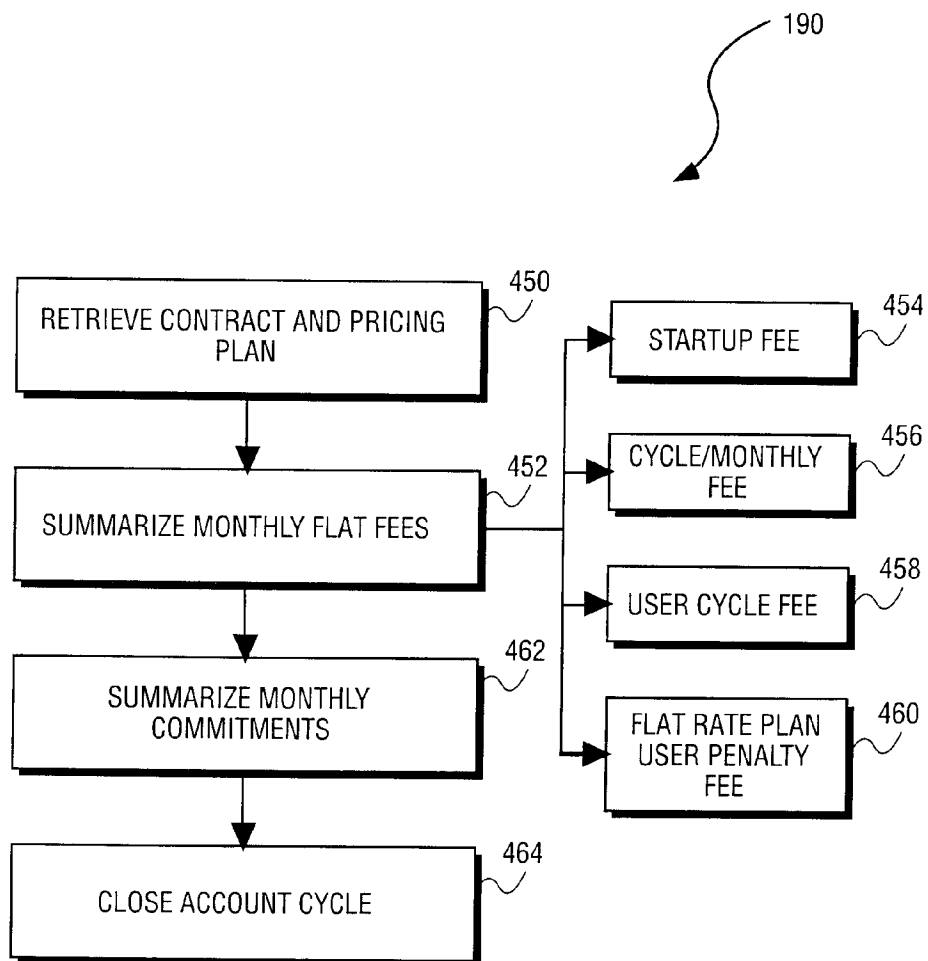 190
450
RETRIEVE CONTRACT AND PRICING
PLAN
452
SUMMARIZE MONTHLY FLAT FEES
454
STARTUP FEE
456
CYCLE/MONTHLY
FEE
458
USER CYCLE FEE
460
FLAT RATE PLAN
USER PENALTY
FEE
462
SUMMARIZE MONTHLY
COMMITMENTS
464
CLOSE ACCOUNT CYCLE